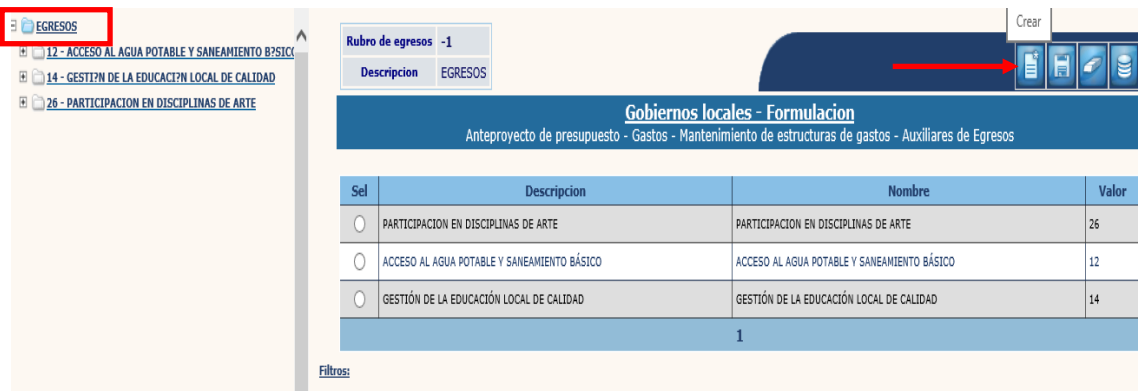 EGRESOS
12 - ACCESO AL AGUA POTABLE Y SANEAMIENTO B?SICO
14 - GESTI?N DE LA EDUCACI?N LOCAL DE CALIDAD
26 - PARTICIPACION EN DISCIPLINAS DE ARTE
Rubro de egresos -1
Descripcion EGRESOS
Crear
Gobiernos locales - Formulacion
Anteproyecto de presupuesto - Gastos - Mantenimiento de estructuras de gastos - Auxiliares de Egresos
Sel Descripcion Nombre Valor
PARTICIPACION EN DISCIPLINAS DE ARTE PARTICIPACION EN DISCIPLINAS DE ARTE 26
ACCESO AL AGUA POTABLE Y SANEAMIENTO BÁSICO ACCESO AL AGUA POTABLE Y SANEAMIENTO BÁSICO 12
GESTIÓN DE LA EDUCACIÓN LOCAL DE CALIDAD GESTIÓN DE LA EDUCACIÓN LOCAL DE CALIDAD 14
1
Filtros: